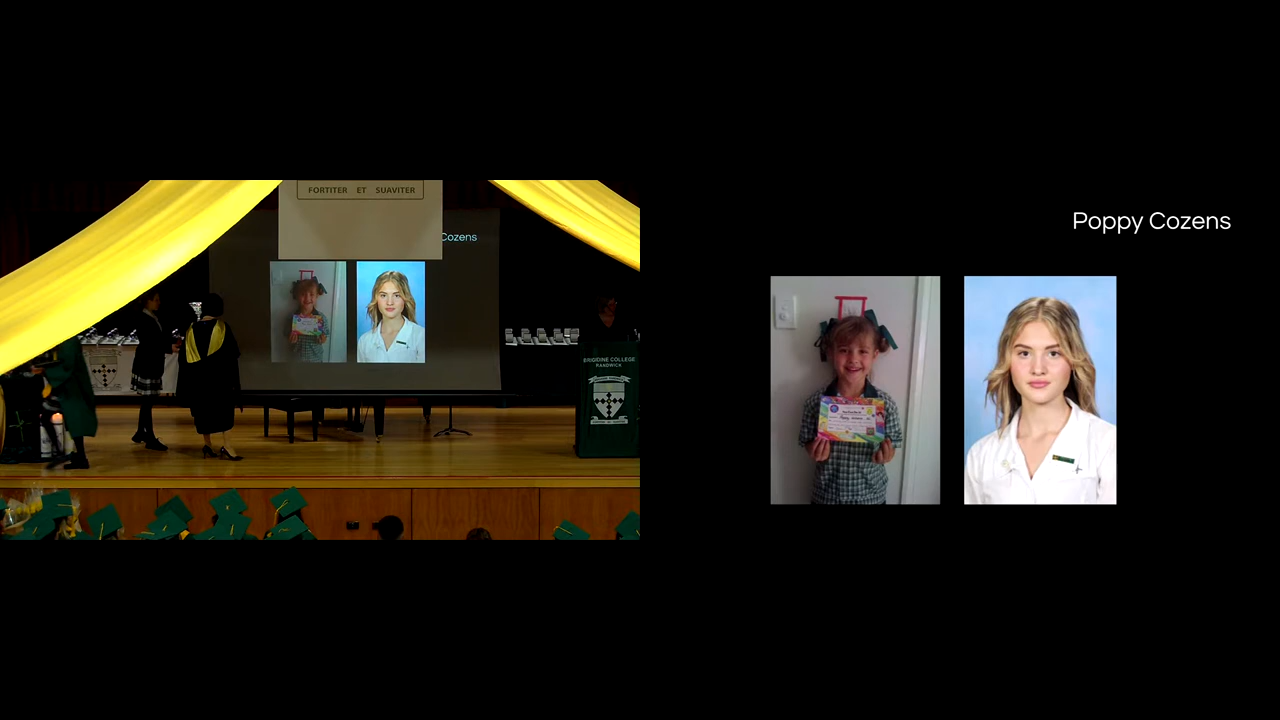 FORTITER ET SUAVITER
Cozens
BRIGIDINE COLLEGE
RANDWICK
Poppy Cozens